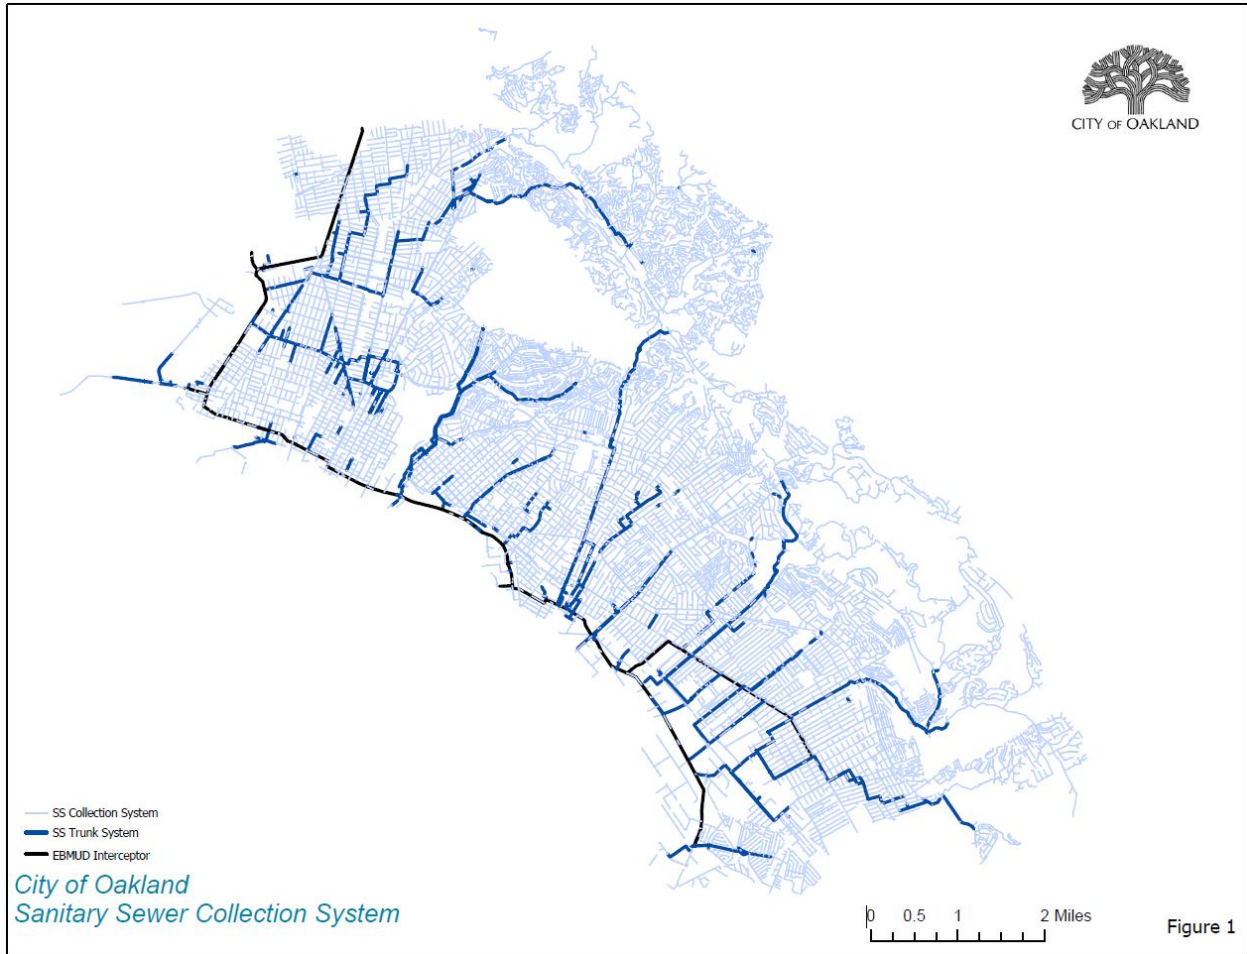 CITY OF OAKLAND
SS Collection System
SS Trunk System
EBMUD Interceptor
City of Oakland
Sanitary Sewer Collection System
0 0.5 1 2 Miles
Figure 1